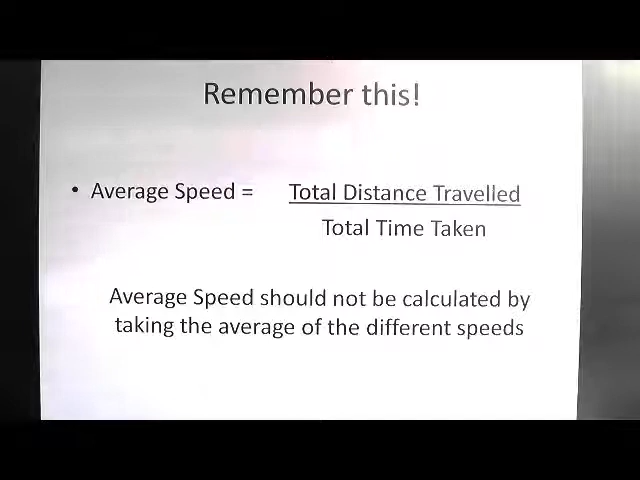 Remember this!
• Average Speed = Total Distance Travelled
Total Time Taken
Average Speed should not be calculated by
taking the average of the different speeds